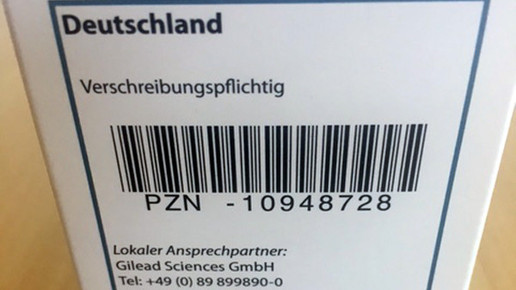 Deutschland
Verschreibungspflichtig
PZN -10948728
Lokaler Ansprechpartner:
Gilead Sciences GmbH
Tel: +49 (0) 89 899890-0